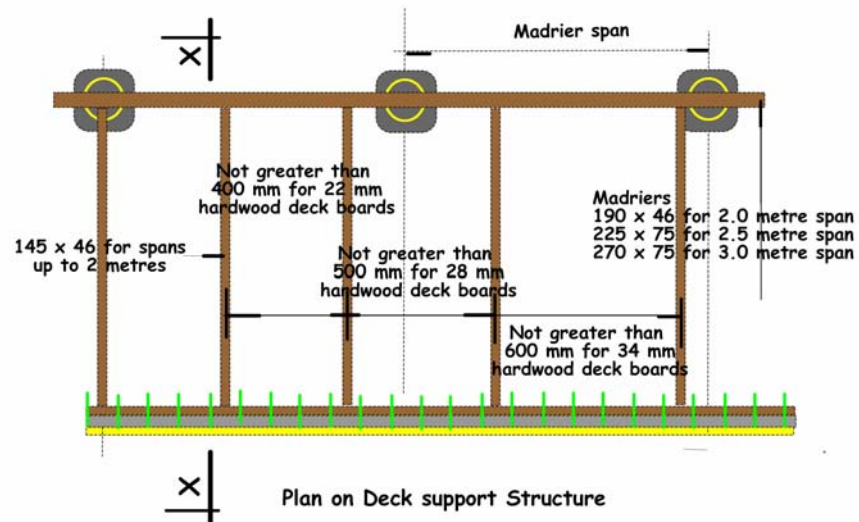 X
Madrier span
Not greater than
400 mm for 22 mm
hardwood deck boards
Madriers
190 x 46 for 2.0 metre span
225 x 75 for 2.5 metre span
270 x 75 for 3.0 metre span
145 x 46 for spans
up to 2 metres
Not greater than
500 mm for 28 mm
hardwood deck boards
Not greater than
600 mm for 34 mm
hardwood deck boards
X
Plan on Deck support Structure